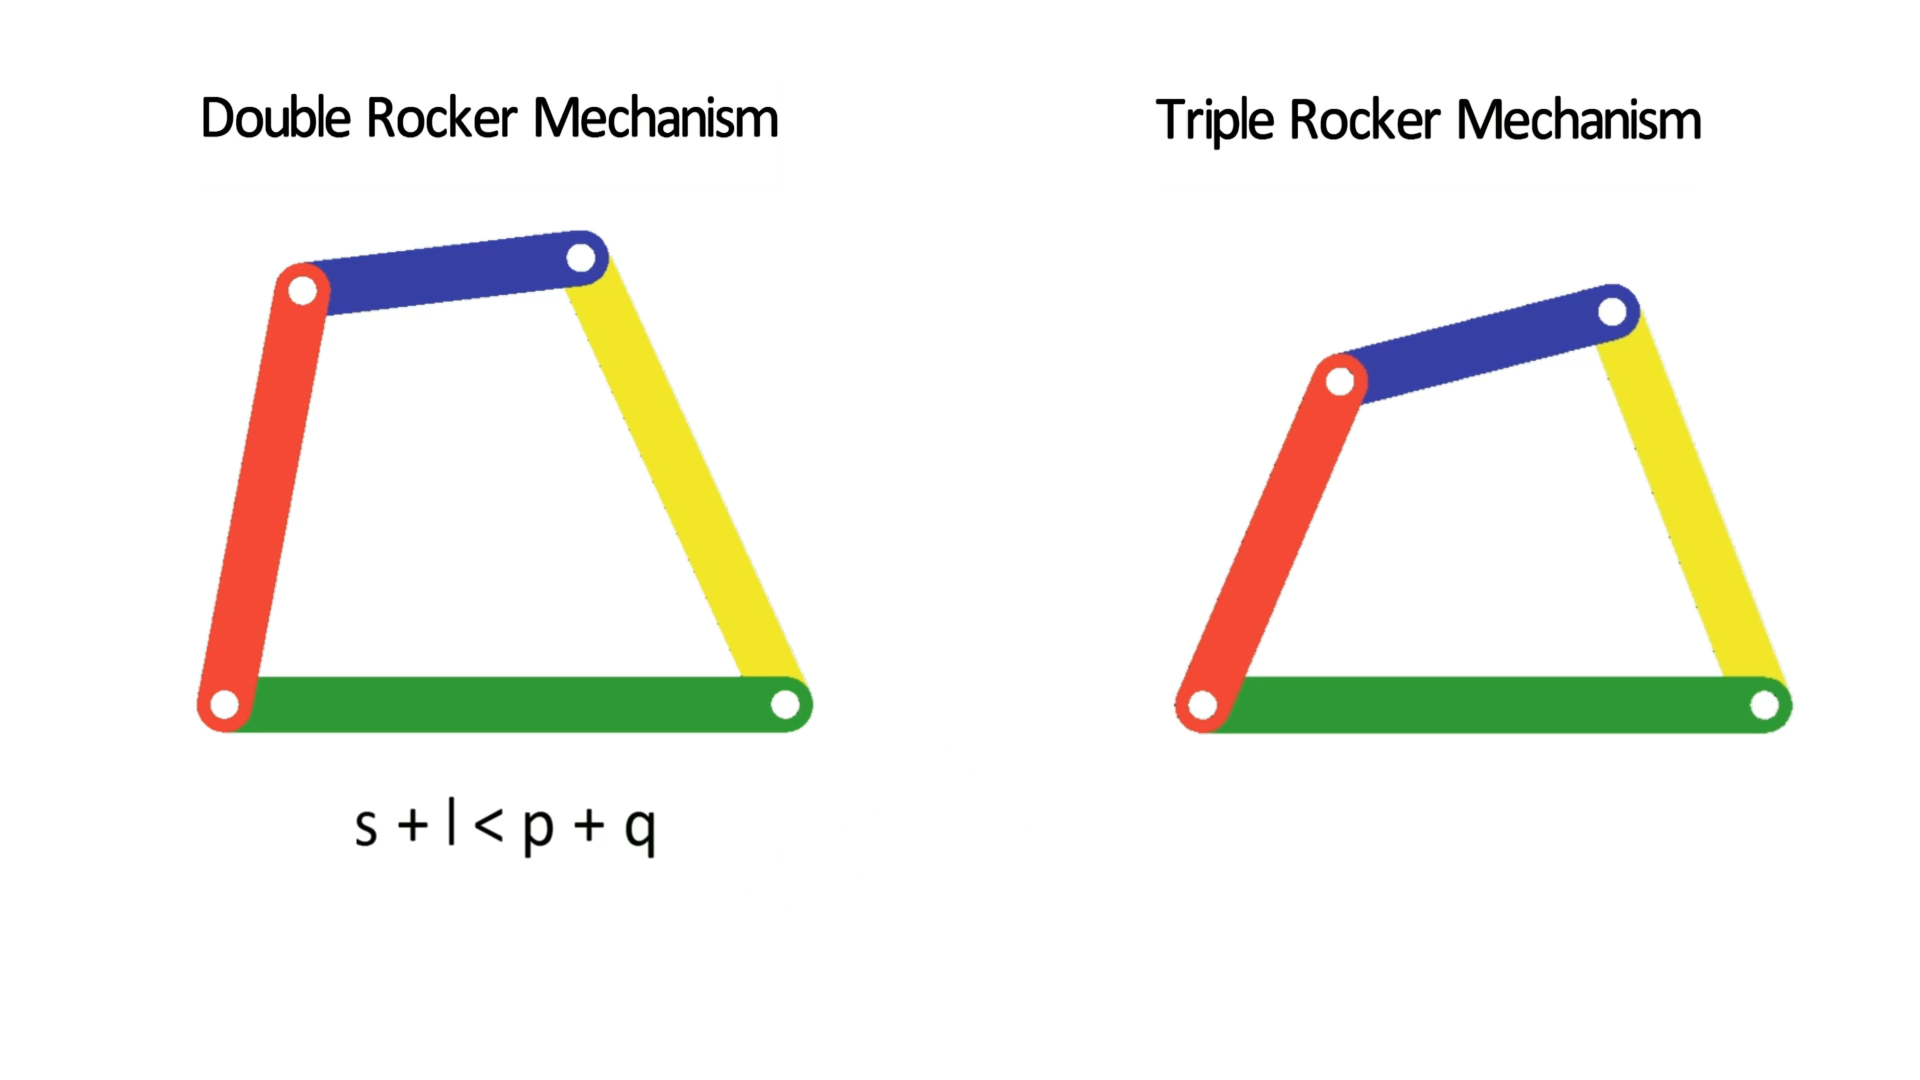 Double Rocker Mechanism
Triple Rocker Mechanism
s + l < p + q